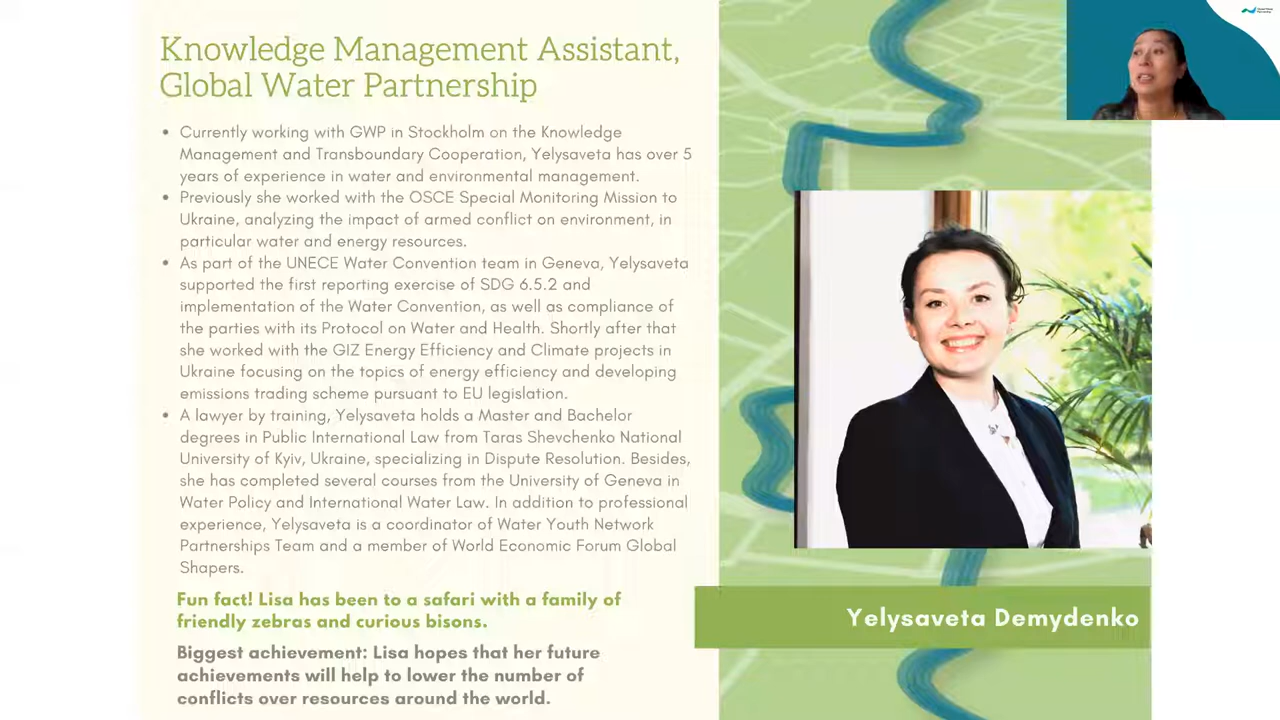 Knowledge Management Assistant,
Global Water Partnership
• Currently working with GWP in Stockholm on the Knowledge
Management and Transboundary Cooperation, Yelysaveta has over 5
years of experience in water and environmental management.
• Previously she worked with the OSCE Special Monitoring Mission to
Ukraine, analyzing the impact of armed conflict on environment, in
particular water and energy resources.
• As part of the UNECE Water Convention team in Geneva, Yelysaveta
supported the first reporting exercise of SDG 6.5.2 and
implementation of the Water Convention, as well as compliance of
the parties with its Protocol on Water and Health. Shortly after that
she worked with the GIZ Energy Efficiency and Climate projects in
Ukraine focusing on the topics of energy efficiency and developing
emissions trading scheme pursuant to EU legislation.
• A lawyer by training, Yelysaveta holds a Master and Bachelor
degrees in Public International Law from Taras Shevchenko National
University of Kyiv, Ukraine, specializing in Dispute Resolution. Besides,
she has completed several courses from the University of Geneva in
Water Policy and International Water Law. In addition to professional
experience, Yelysaveta is a coordinator of Water Youth Network
Partnerships Team and a member of World Economic Forum Global
Shapers.
Fun fact! Lisa has been to a safari with a family of
friendly zebras and curious bisons.
Biggest achievement: Lisa hopes that her future
achievements will help to lower the number of
conflicts over resources around the world.
Yelysaveta Demydenko